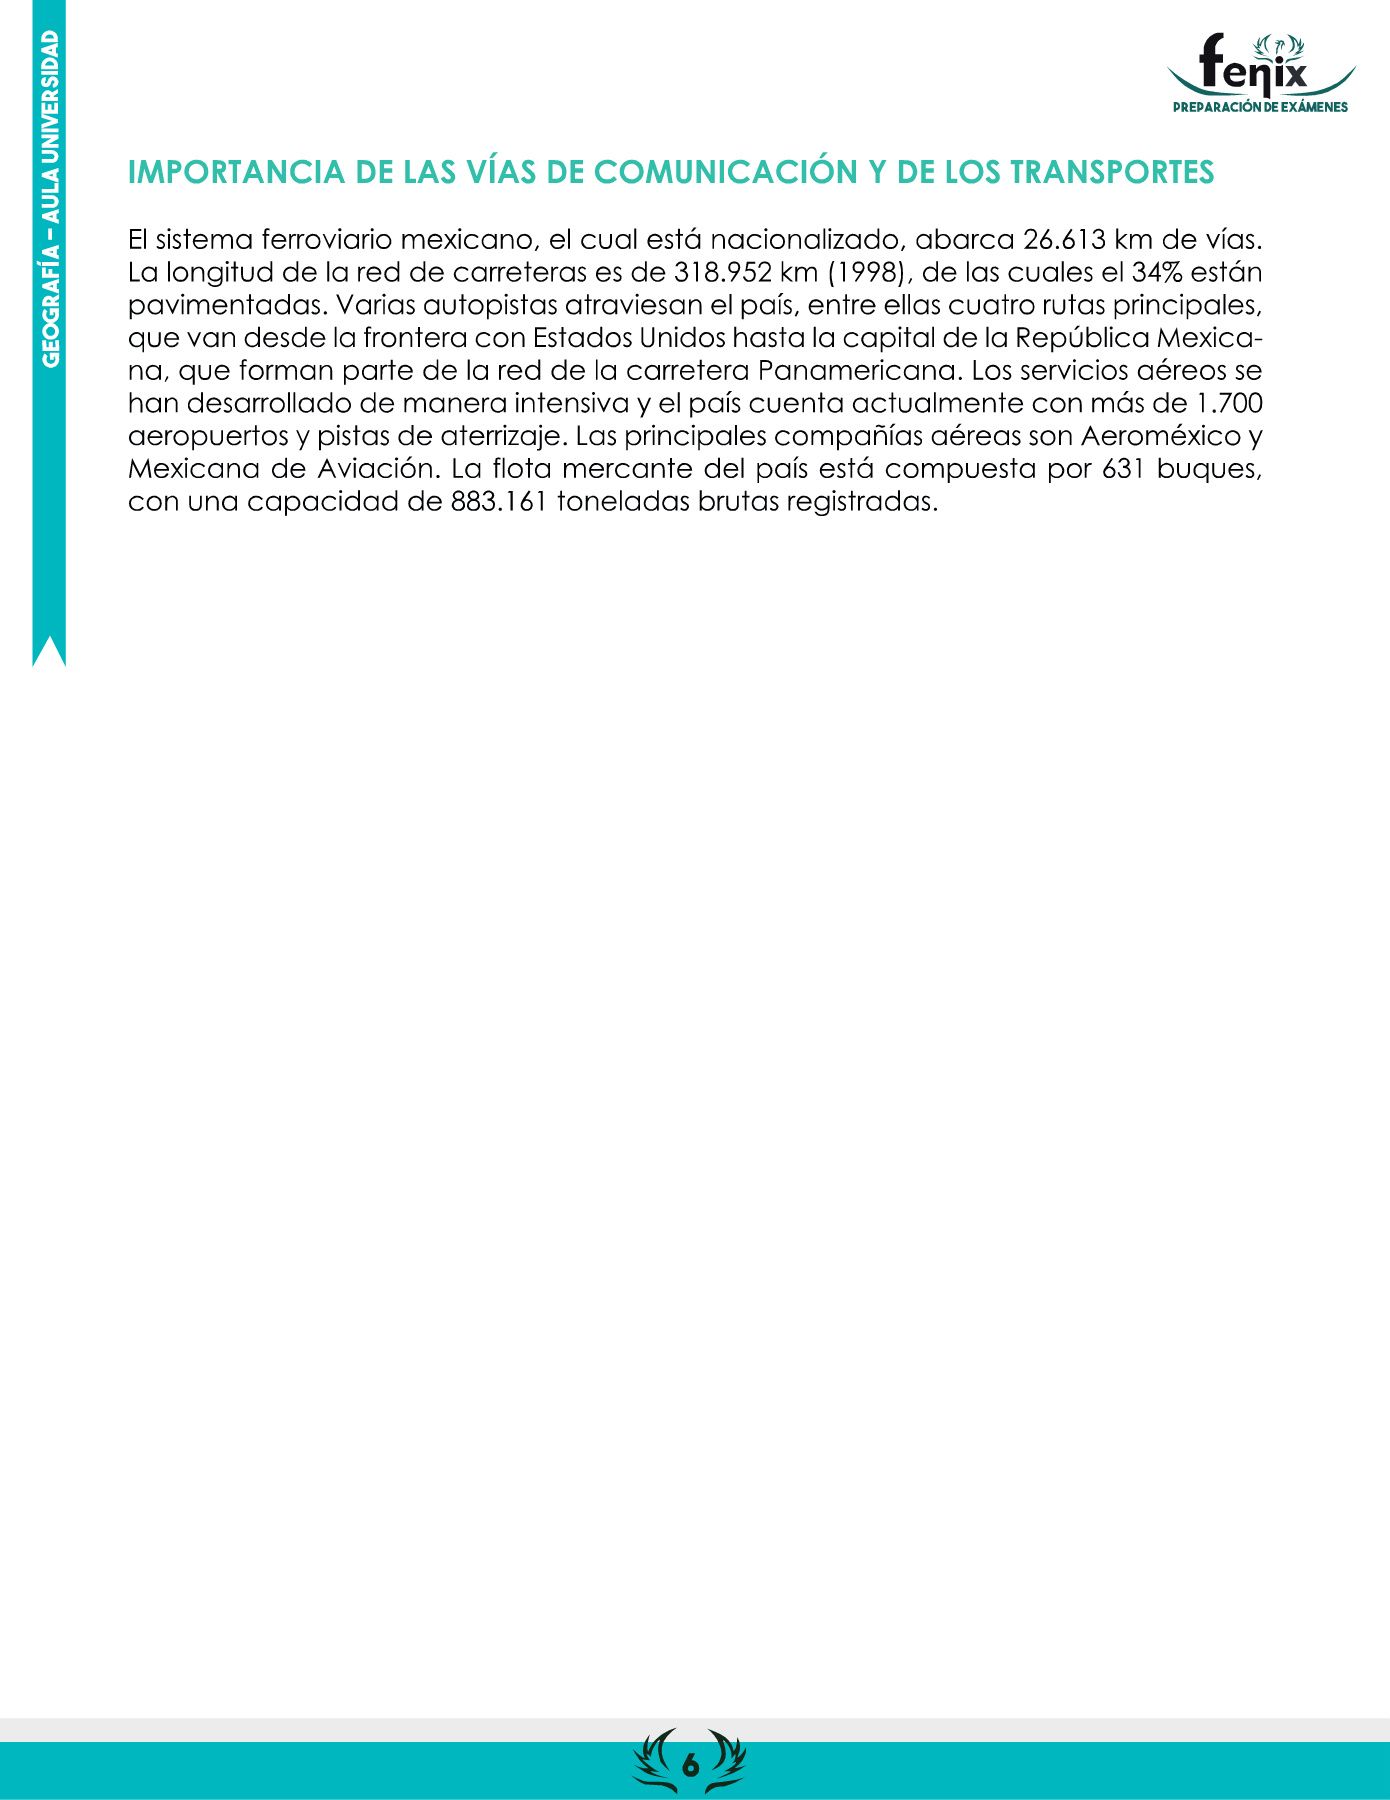 GEOGRAFÍA – AULA UNIVERSIDAD
fenix
PREPARACIÓN DE EXÁMENES
IMPORTANCIA DE LAS VÍAS DE COMUNICACIÓN Y DE LOS TRANSPORTES
El sistema ferroviario mexicano, el cual está nacionalizado, abarca 26.613 km de vías.
La longitud de la red de carreteras es de 318.952 km (1998), de las cuales el 34% están
pavimentadas. Varias autopistas atraviesan el país, entre ellas cuatro rutas principales,
que van desde la frontera con Estados Unidos hasta la capital de la República Mexica-
na, que forman parte de la red de la carretera Panamericana. Los servicios aéreos se
han desarrollado de manera intensiva y el país cuenta actualmente con más de 1.700
aeropuertos y pistas de aterrizaje. Las principales compañías aéreas son Aeroméxico y
Mexicana de Aviación. La flota mercante del país está compuesta por 631 buques,
con una capacidad de 883.161 toneladas brutas registradas.
6